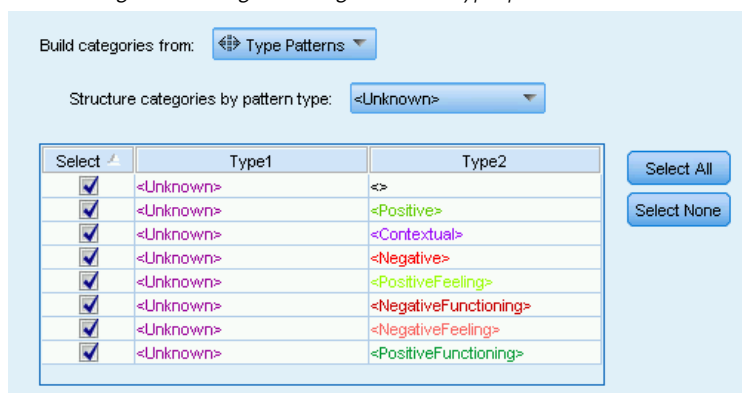 Build categories from: Type Patterns
Structure categories by pattern type: <Unknown>
Select Type1 Type2
<Unknown> <>
<Unknown> <Positive>
<Unknown> <Contextual>
<Unknown> <Negative>
<Unknown> <PositiveFeeling>
<Unknown> <NegativeFunctioning>
<Unknown> <NegativeFeeling>
<Unknown> <PositiveFunctioning>
Select All
Select None